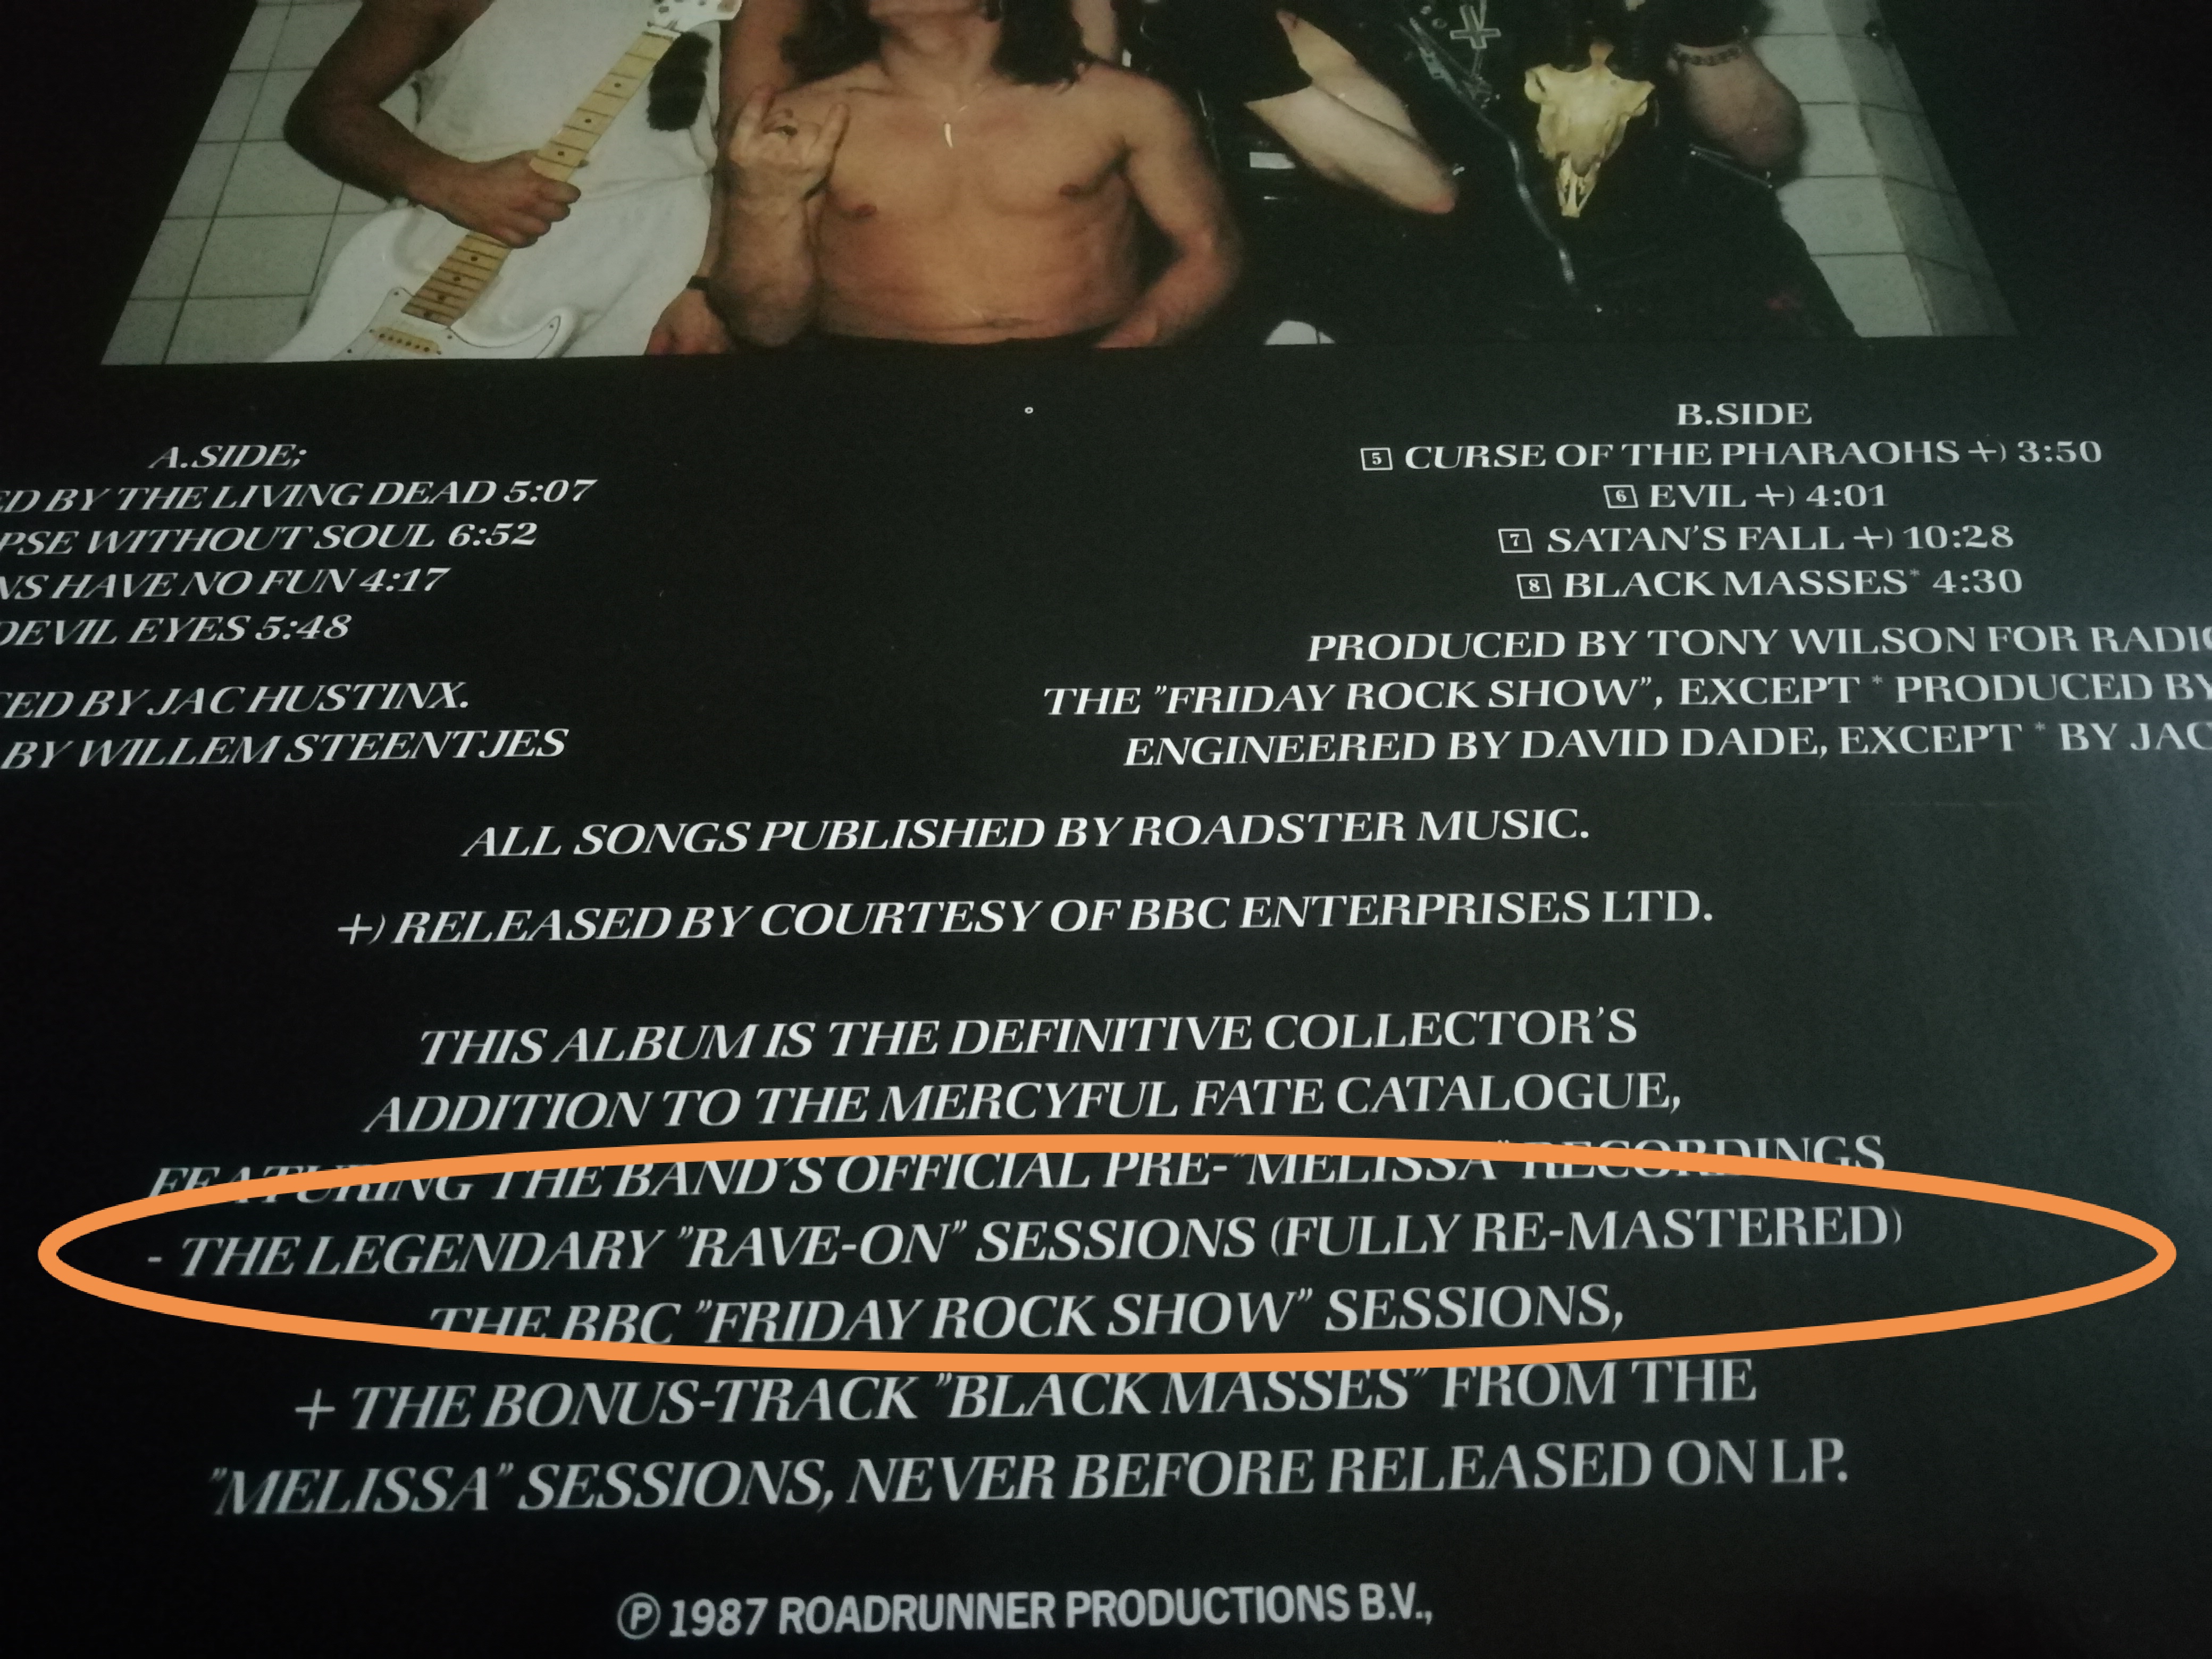 A.SIDE;
ED BY THE LIVING DEAD 5:07
PSE WITHOUT SOUL 6:52
NS HAVE NO FUN 4:17
DEVIL EYES 5:48
TED BY JAC HUSTINX.
BY WILLEM STEENTJES
B.SIDE
5 CURSE OF THE PHARAOHS +) 3:50
6 EVIL +) 4:01
7 SATAN'S FALL +) 10:28
8 BLACK MASSES* 4:30
PRODUCED BY TONY WILSON FOR RADIO
THE "FRIDAY ROCK SHOW", EXCEPT * PRODUCED BY
ENGINEERED BY DAVID DADE, EXCEPT * BY JAC
ALL SONGS PUBLISHED BY ROADSTER MUSIC.
+) RELEASED BY COURTESY OF BBC ENTERPRISES LTD.
THIS ALBUM IS THE DEFINITIVE COLLECTOR'S
ADDITION TO THE MERCYFUL FATE CATALOGUE,
FEATURING THE BAND'S OFFICIAL PRE-"MELISSA" RECORDINGS
- THE LEGENDARY "RAVE-ON" SESSIONS (FULLY RE-MASTERED)
THE BBC "FRIDAY ROCK SHOW" SESSIONS,
+ THE BONUS-TRACK "BLACK MASSES" FROM THE
"MELISSA" SESSIONS, NEVER BEFORE RELEASED ON LP.
℗ 1987 ROADRUNNER PRODUCTIONS B.V.,